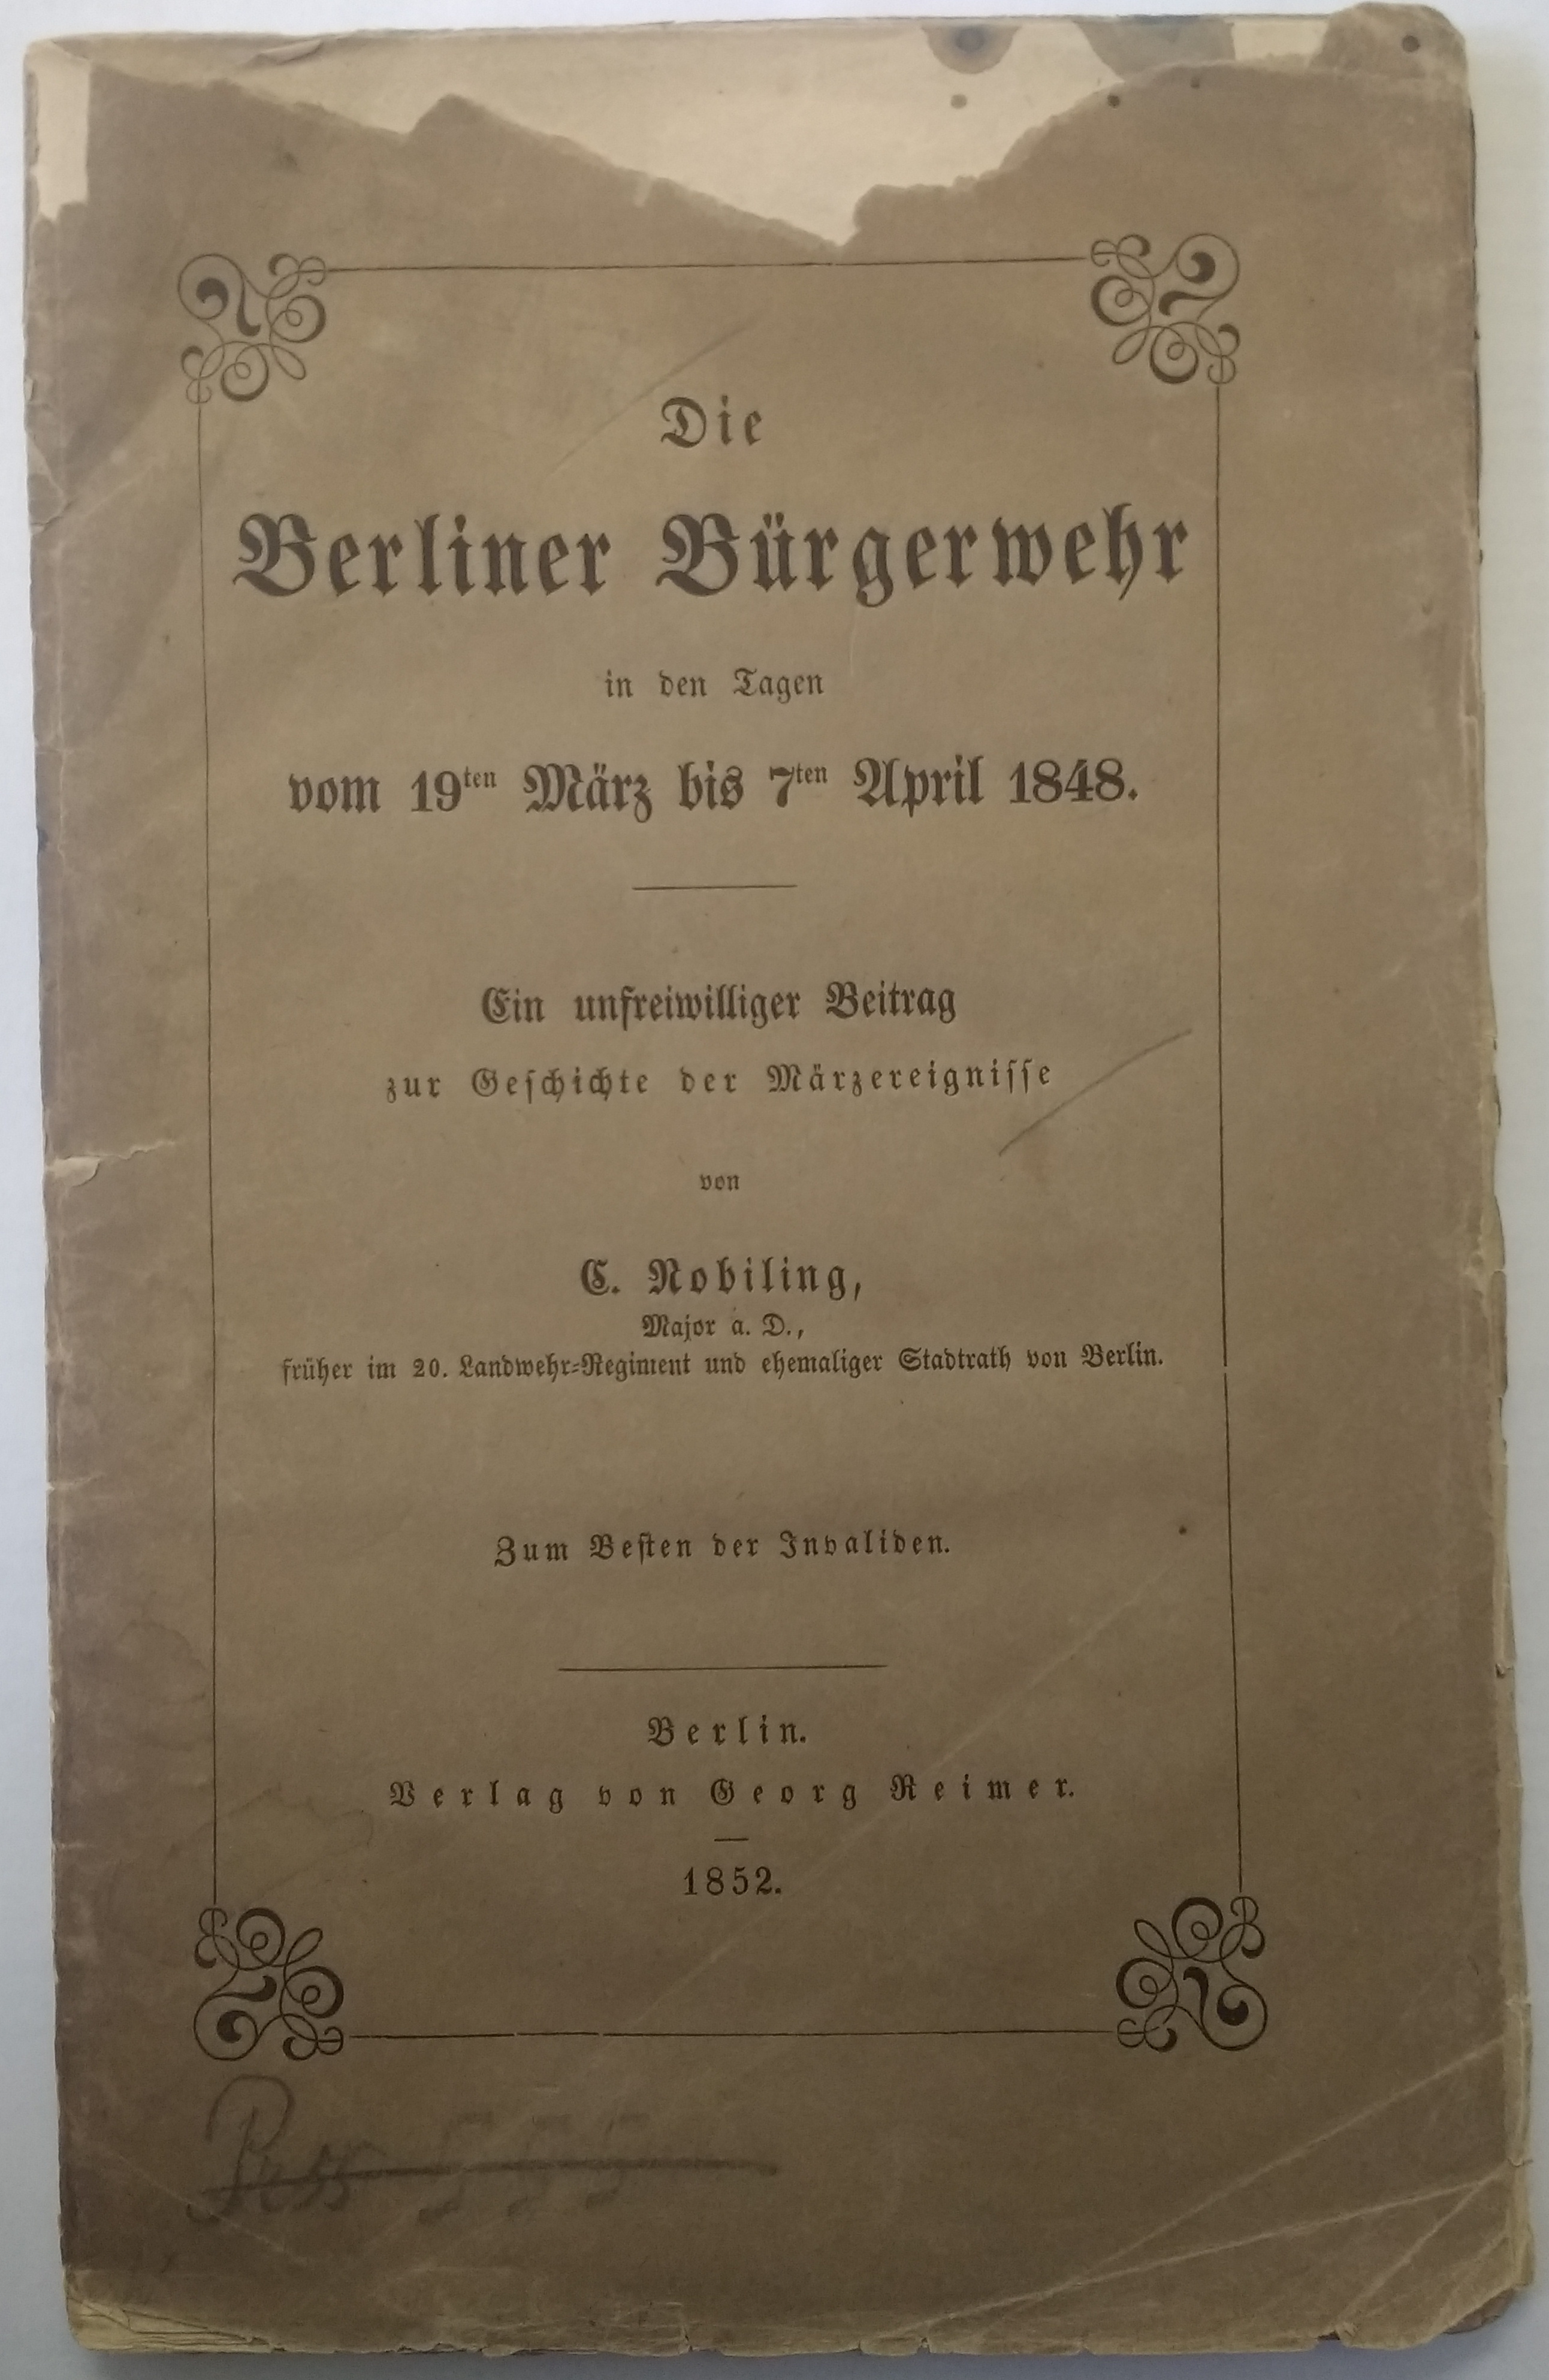 Die
Berliner Bürgerwehr
in den Tagen
vom 19ten März bis 7ten April 1848.
Ein unfreiwilliger Beitrag
zur Geſchichte der Märzereigniſſe
von
C. Nobiling,
Major a. D.,
früher im 20. Landwehr-Regiment und ehemaliger Stadtrath von Berlin.
Zum Beſten der Invaliden.
Berlin.
Verlag von Georg Reimer.
1852.